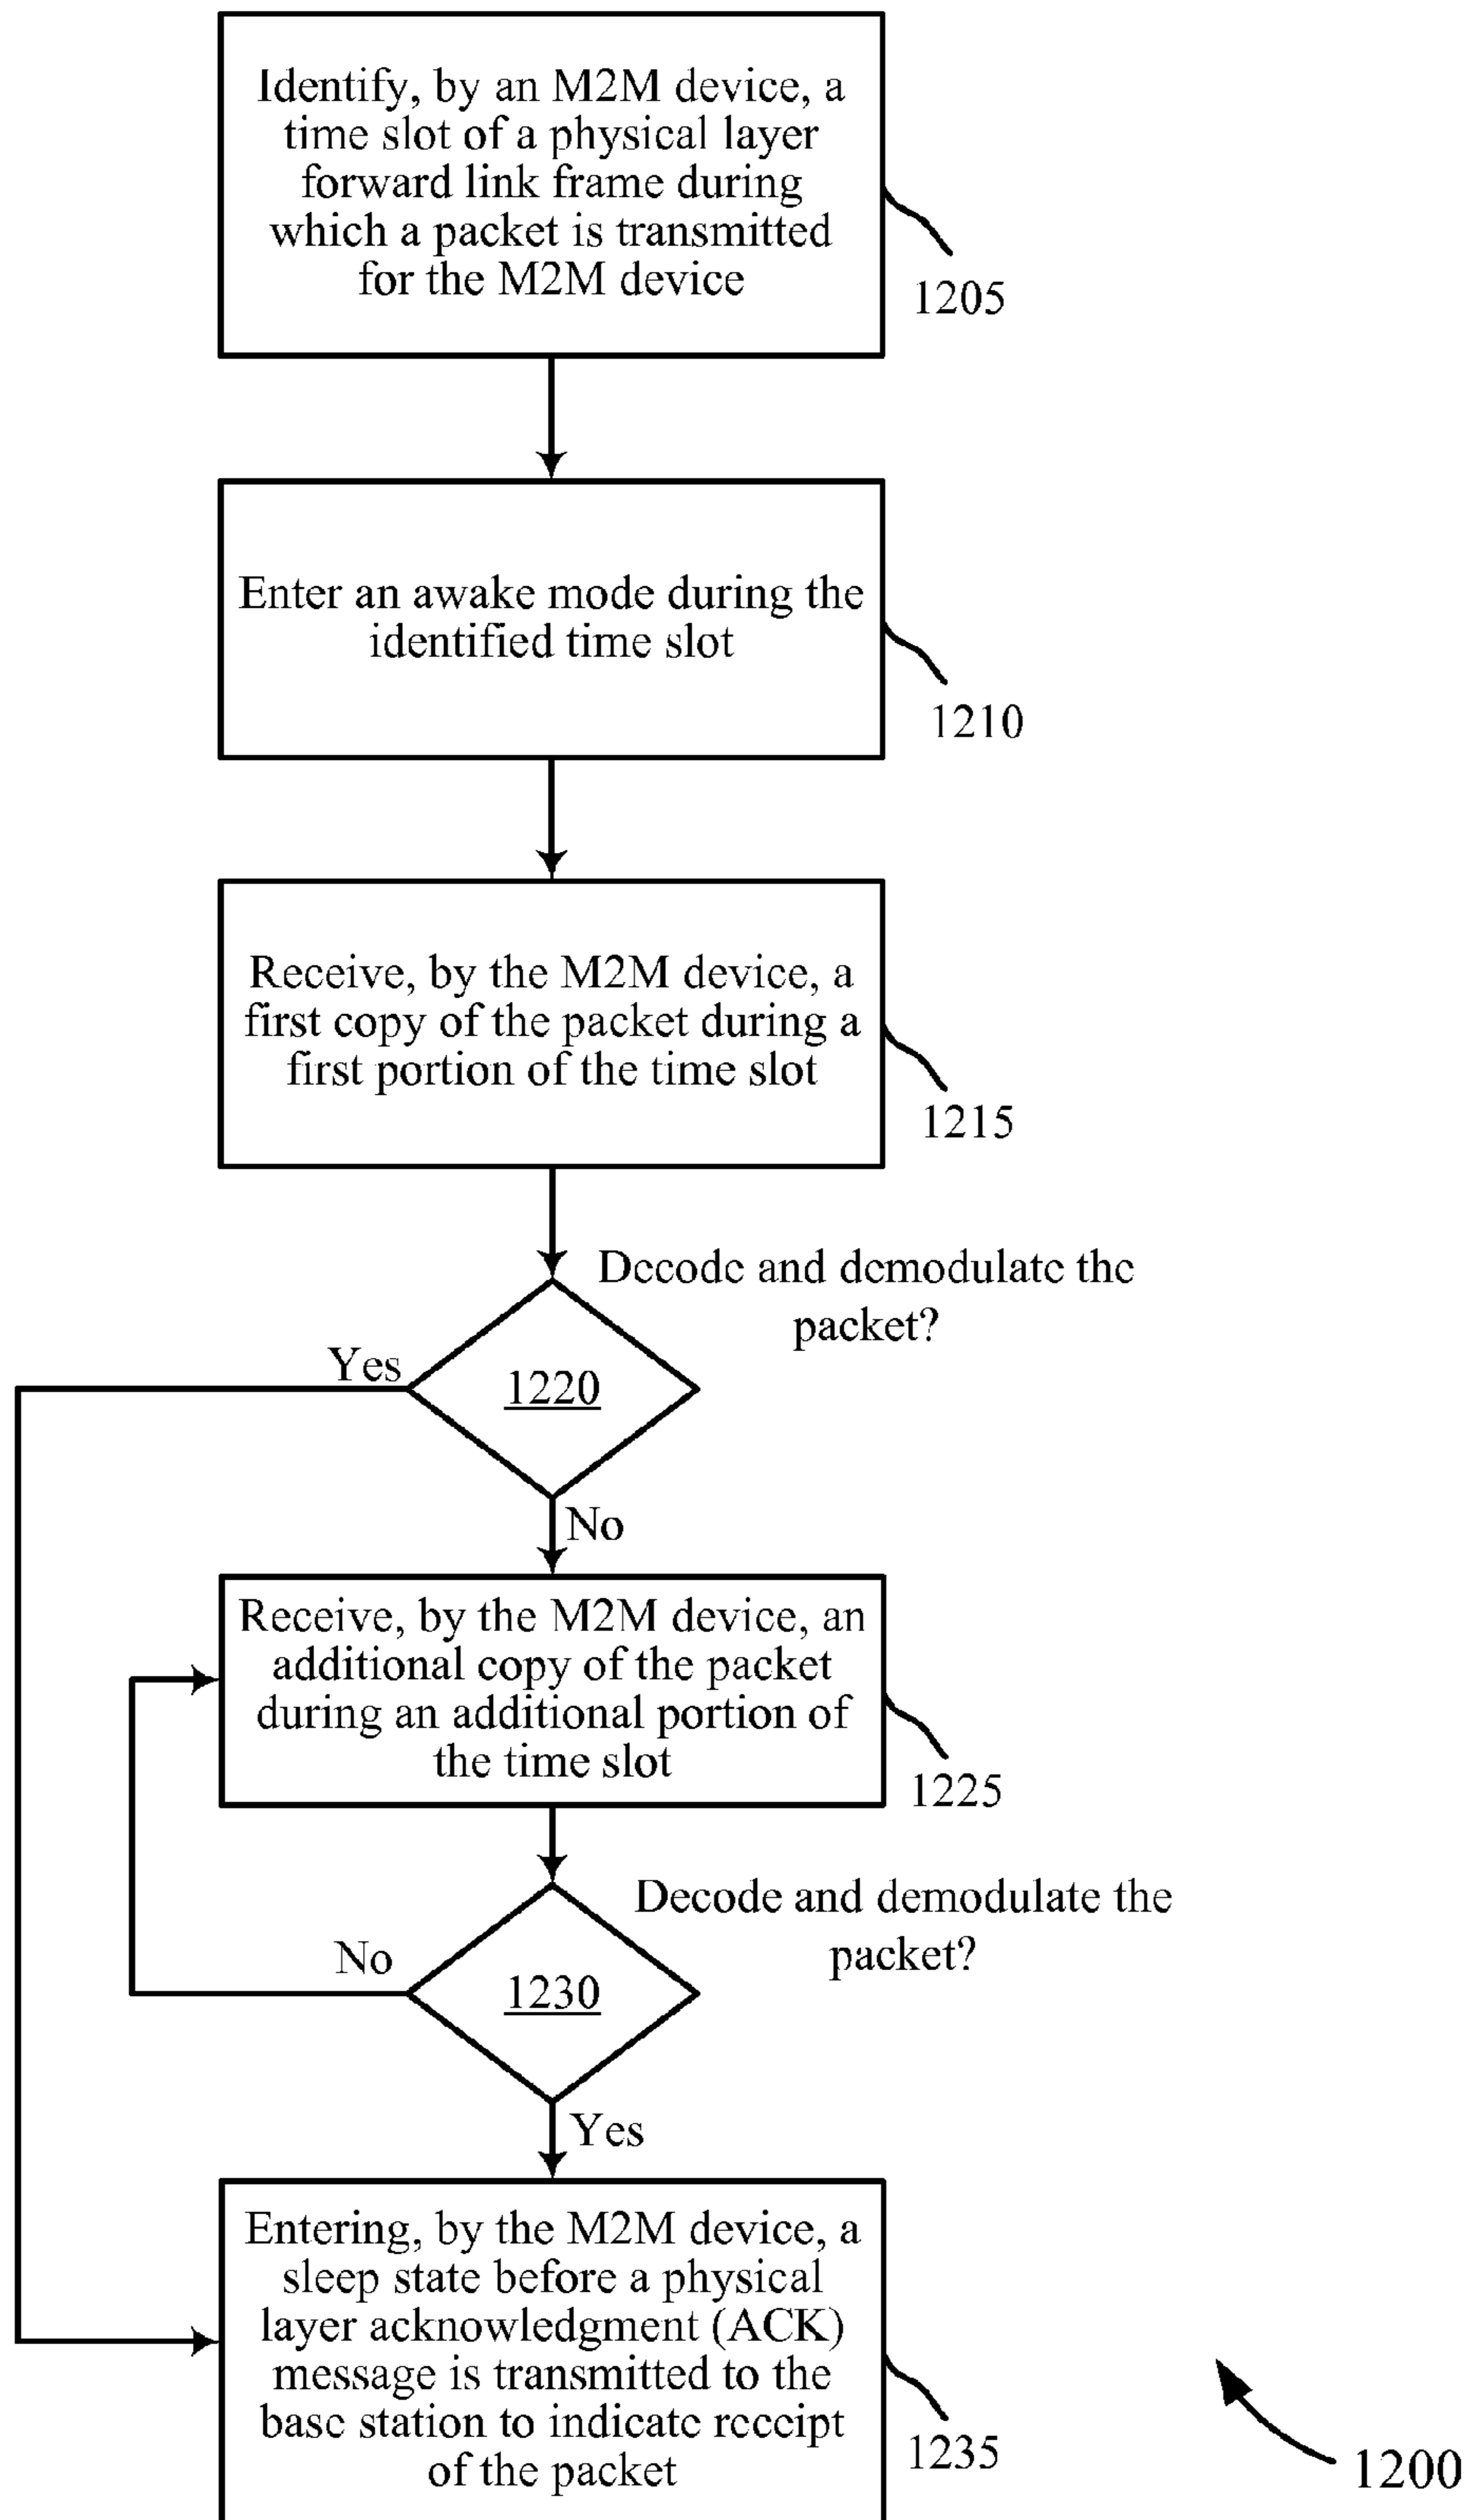 Identify, by an M2M device, a
time slot of a physical layer
forward link frame during
which a packet is transmitted
for the M2M device
1205
Enter an awake mode during the
identified time slot
1210
Receive, by the M2M device, a
first copy of the packet during a
first portion of the time slot
1215
Decode and demodulate the
packet?
Yes
1220
No
Receive, by the M2M device, an
additional copy of the packet
during an additional portion of
the time slot
1225
Decode and demodulate the
packet?
No
1230
Yes
Entering, by the M2M device, a
sleep state before a physical
layer acknowledgment (ACK)
message is transmitted to the
base station to indicate receipt
of the packet
1235
1200